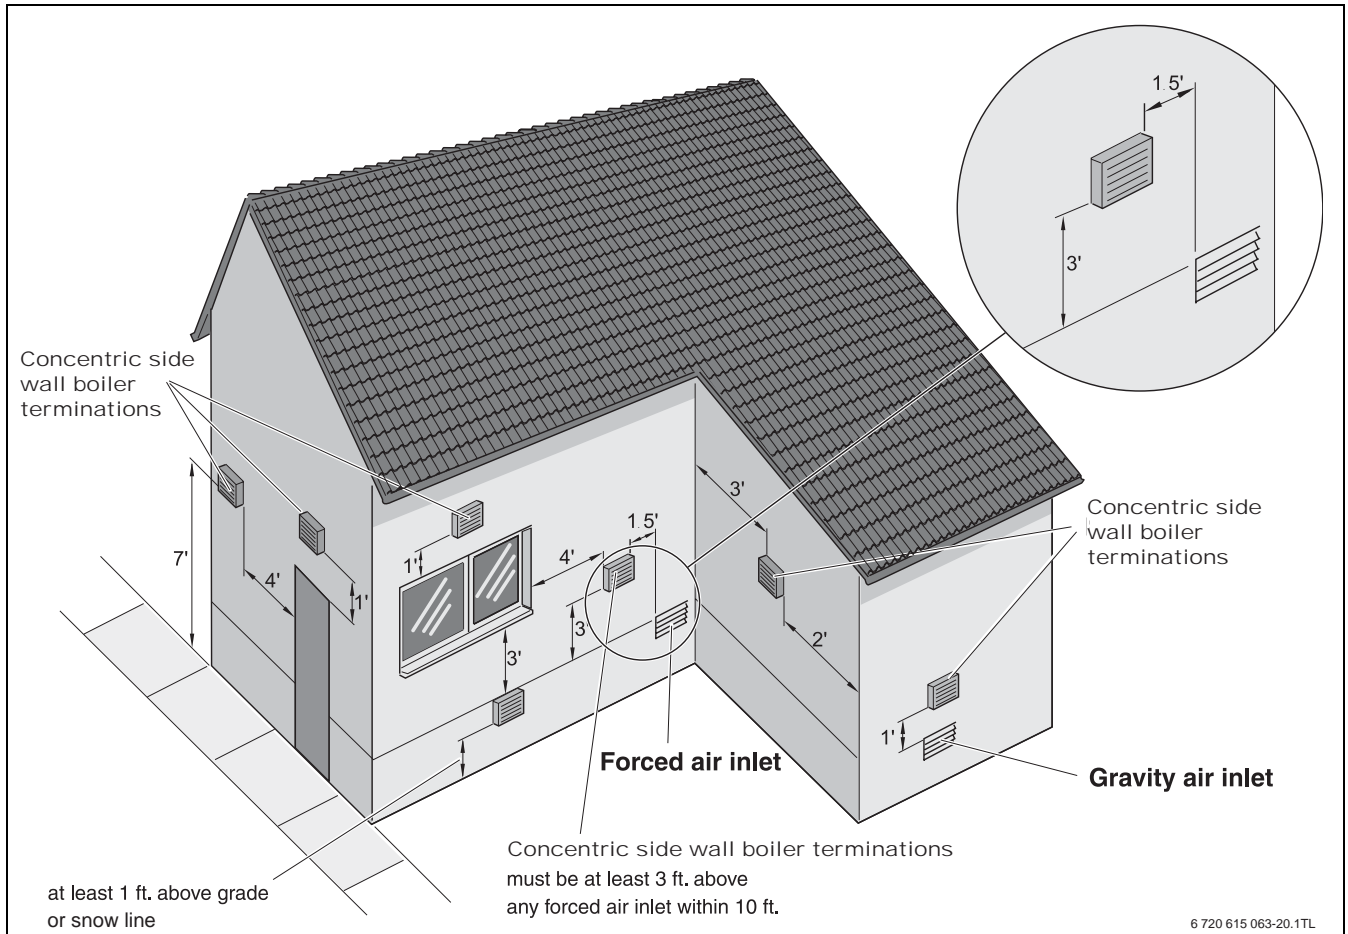 1.5'
3'
Concentric side
wall boiler
terminations
7'
4'
1'
1'
4'
1.5'
3'
3'
3'
2'
1'
Concentric side
wall boiler
terminations
Forced air inlet
Gravity air inlet
Concentric side wall boiler terminations
must be at least 3 ft. above
any forced air inlet within 10 ft.
at least 1 ft. above grade
or snow line
6 720 615 063-20.1TL